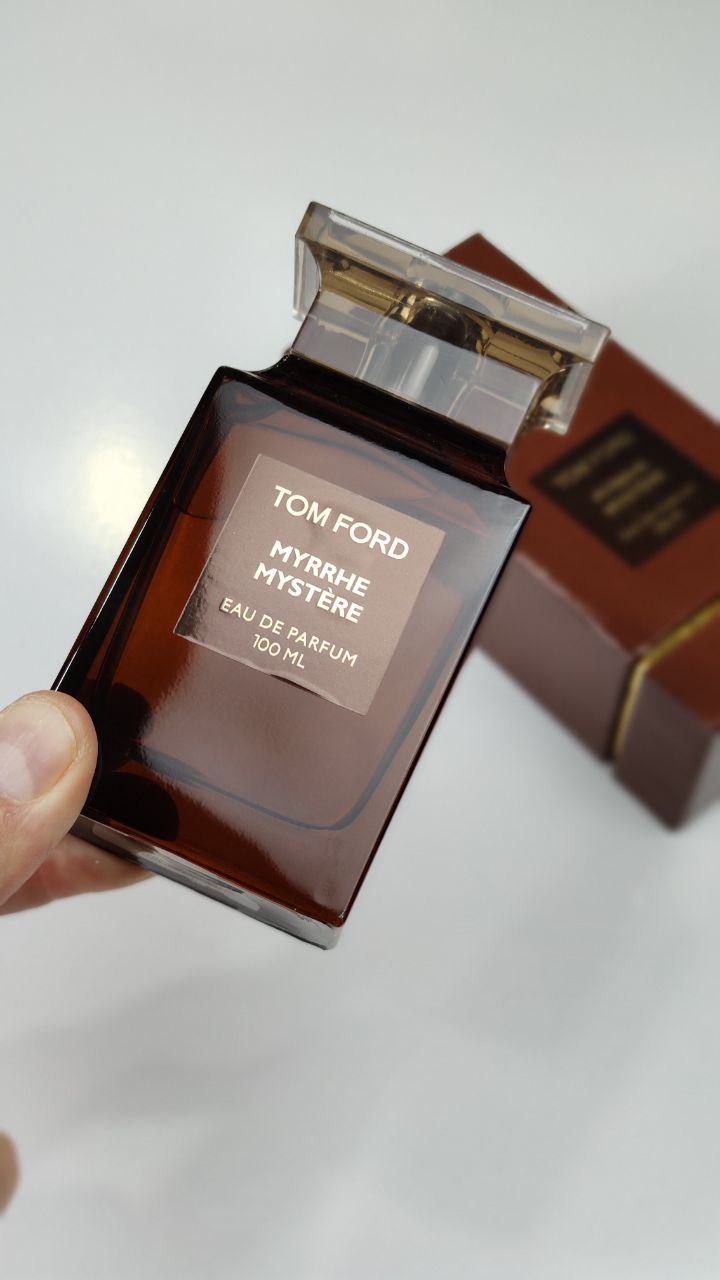 TOM FORD
MYRRHE
MYSTÈRE
EAU DE PARFUM
100 ML